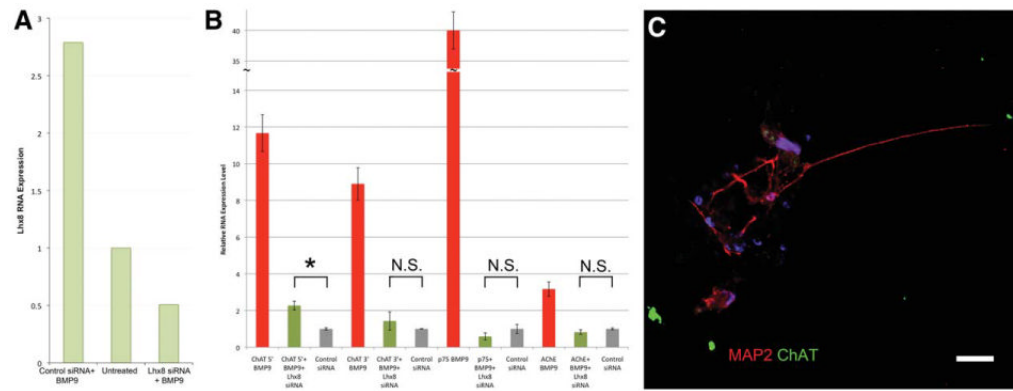 A
Lhx8 RNA Expression
3
2.5
2
1.5
1
0.5
0
Control siRNA+
BMP9
Untreated
Lhx8 siRNA
+ BMP9
B
Relative RNA Expression Level
40
35
~
~
14
12
10
8
6
4
2
0
*
N.S.
N.S.
N.S.
ChAT 5'
BMP9
ChAT 5'+
BMP9+ Lhx8
siRNA
Control
siRNA
ChAT 3'
BMP9
ChAT 3'+
BMP9+ Lhx8
siRNA
Control
siRNA
p75 BMP9
p75+
BMP9+ Lhx8
siRNA
Control
siRNA
AChE
BMP9
AChE+
BMP9+ Lhx8
siRNA
Control
siRNA
C
MAP2 ChAT